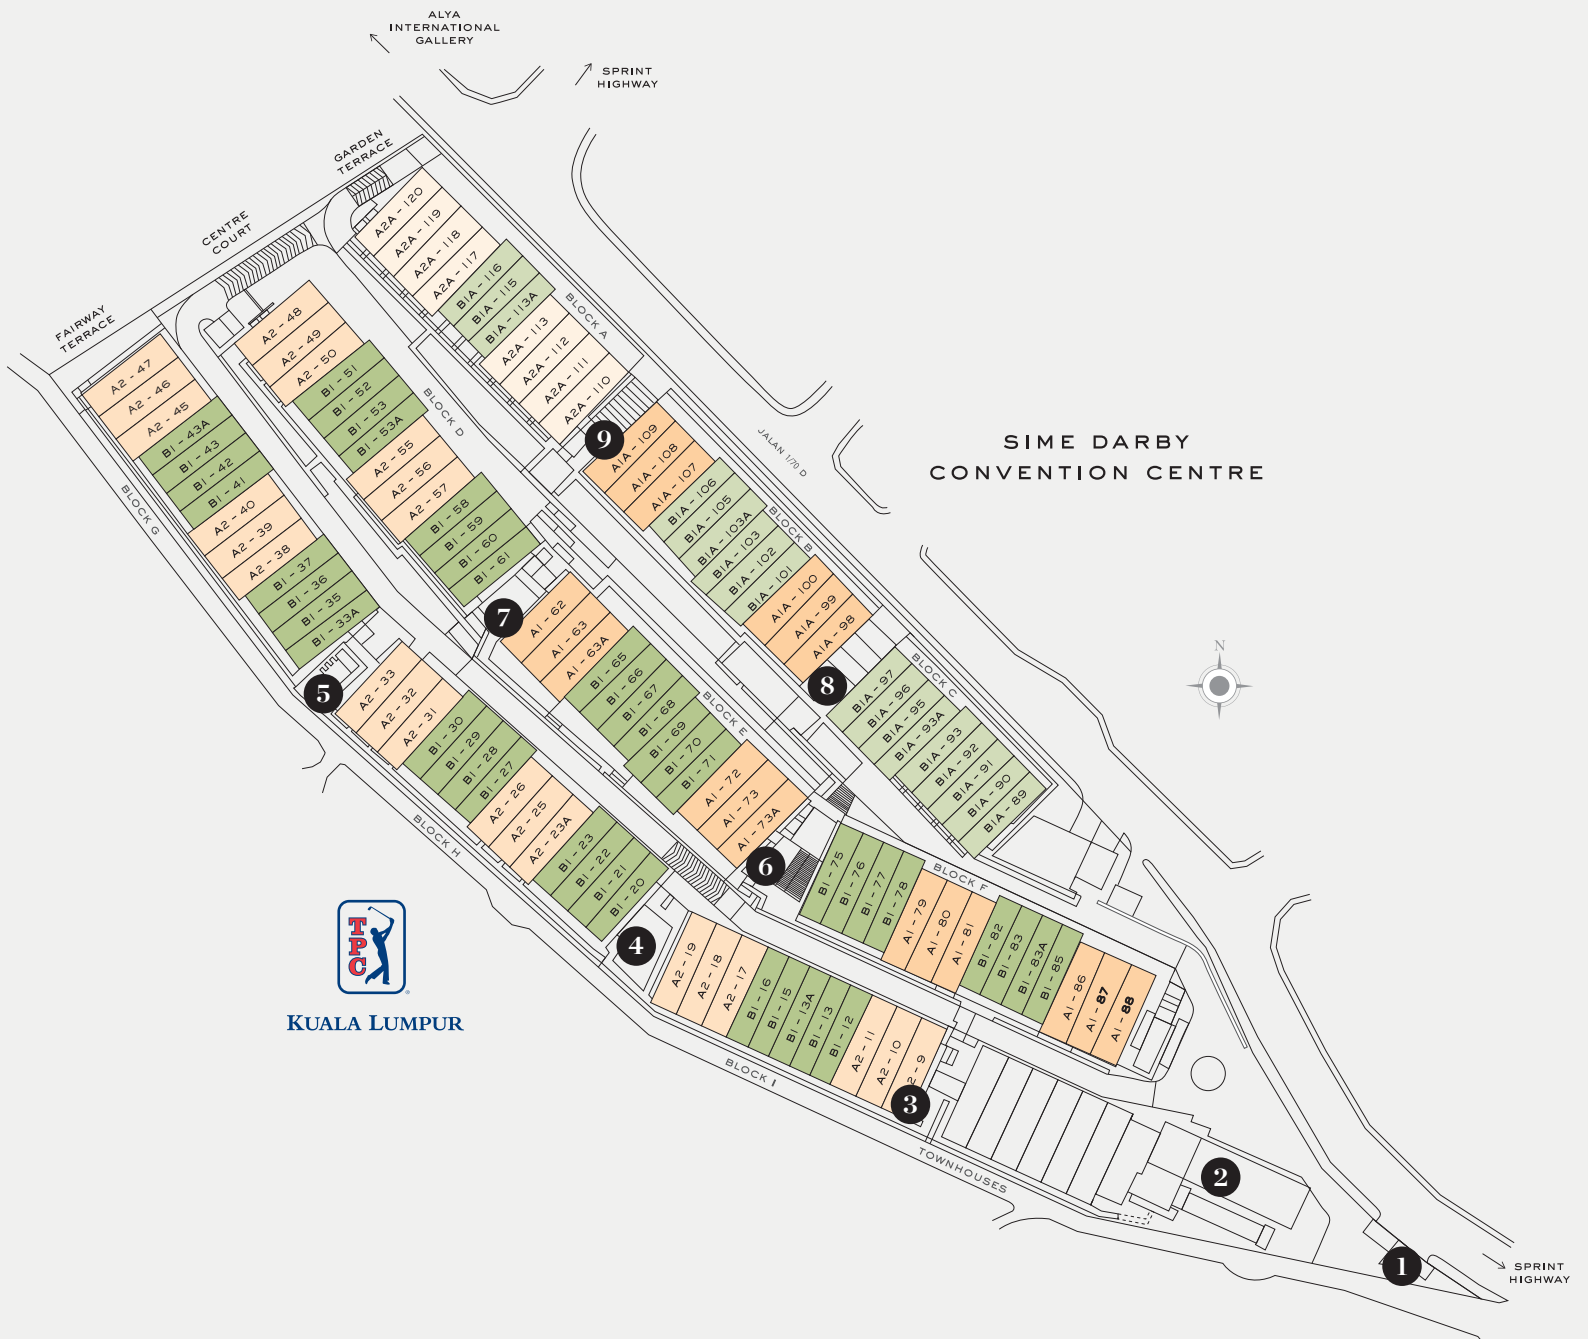 ALYA
INTERNATIONAL
GALLERY
SPRINT
HIGHWAY
GARDEN
TERRACE
CENTRE
COURT
FAIRWAY
TERRACE
A2A - 120
A2A - 119
A2A - 118
A2A - 117
B1A - 116
B1A - 115
B1A - 113A
A2A - 113
A2A - 112
A2A - 111
A2A - 110
BLOCK A
9
A1A - 109
A1A - 108
A1A - 107
B1A - 106
B1A - 105
B1A - 103A
B1A - 103
B1A - 102
B1A - 101
A1A - 100
A1A - 99
A1A - 98
BLOCK B
JALAN 1/70 D
SIME DARBY
CONVENTION CENTRE
8
B1A - 97
B1A - 96
B1A - 95
B1A - 93A
B1A - 93
B1A - 92
B1A - 91
B1A - 90
B1A - 89
BLOCK C
N
A2 - 48
A2 - 49
A2 - 50
B1 - 51
B1 - 52
B1 - 53
B1 - 53A
A2 - 55
A2 - 56
A2 - 57
B1 - 58
B1 - 59
B1 - 60
B1 - 61
BLOCK D
7
A1 - 62
A1 - 63
A1 - 63A
B1 - 65
B1 - 66
B1 - 67
B1 - 68
B1 - 69
B1 - 70
B1 - 71
A1 - 72
A1 - 73
A1 - 73A
BLOCK E
6
B1 - 75
B1 - 76
B1 - 77
B1 - 78
A1 - 79
A1 - 80
A1 - 81
B1 - 82
B1 - 83
B1 - 83A
B1 - 85
A1 - 86
A1 - 87
A1 - 88
BLOCK F
A2 - 47
A2 - 46
A2 - 45
B1 - 43A
B1 - 43
B1 - 42
B1 - 41
A2 - 40
A2 - 39
A2 - 38
B1 - 37
B1 - 36
B1 - 35
B1 - 33A
BLOCK G
5
A2 - 33
A2 - 32
A2 - 31
B1 - 30
B1 - 29
B1 - 28
B1 - 27
A2 - 26
A2 - 25
A2 - 23A
B1 - 23
B1 - 22
B1 - 21
B1 - 20
BLOCK H
4
A2 - 19
A2 - 18
A2 - 17
B1 - 16
B1 - 15
B1 - 13A
B1 - 13
B1 - 12
A2 - 11
A2 - 10
2 - 9
BLOCK I
3
TOWNHOUSES
2
1
SPRINT
HIGHWAY
TPC
KUALA LUMPUR